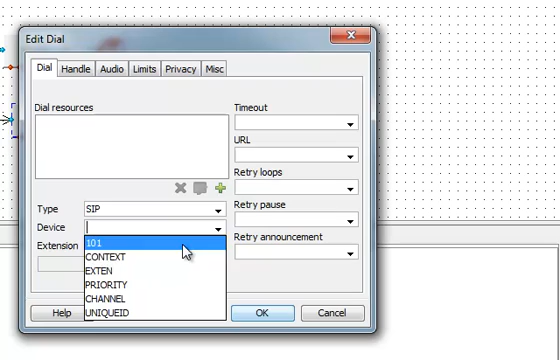 Edit Dial
Dial Handle Audio Limits Privacy Misc
Dial resources
Timeout
URL
Retry loops
Type SIP
Retry pause
Device
Retry announcement
Extension
101
CONTEXT
EXTEN
PRIORITY
CHANNEL
UNIQUEID
Help OK Cancel